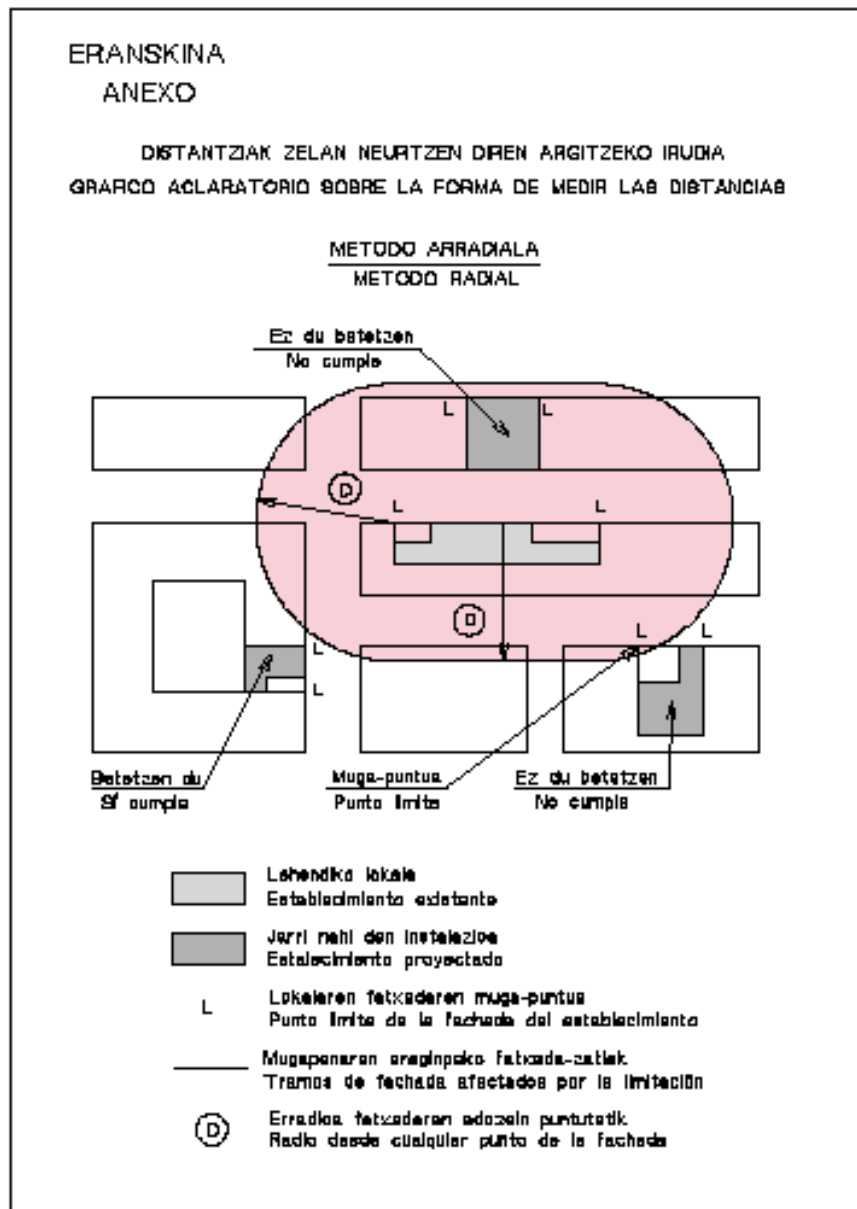 ERANSKINA
ANEXO
DISTANTZIAK ZELAN NEURTZEN DIREN ARGITZEKO IRUDIA
GRAFICO ACLARATORIO SOBRE LA FORMA DE MEDIR LAS DISTANCIAS
METODO ARRADIALA
METODO RADIAL
Ez du betetzen
No cumple
L
L
D
L
L
D
L
L
L
L
Betetzen du
Sí cumple
Muga-puntua
Punto límite
Ez du betetzen
No cumple
Lehendiko lokala
Establecimiento existente
Jarri nahi den instalazioa
Estalecimiento proyectado
L
Lokalaren fatxadaren muga-puntua
Punto límite de la fachada del establecimiento
Mugapenaren eraginpeko fatxada-zatiak
Tramos de fachada afectados por la limitación
D
Erradioa fatxadaren edozein puntutatik
Radio desde cualquier punto de la fachada